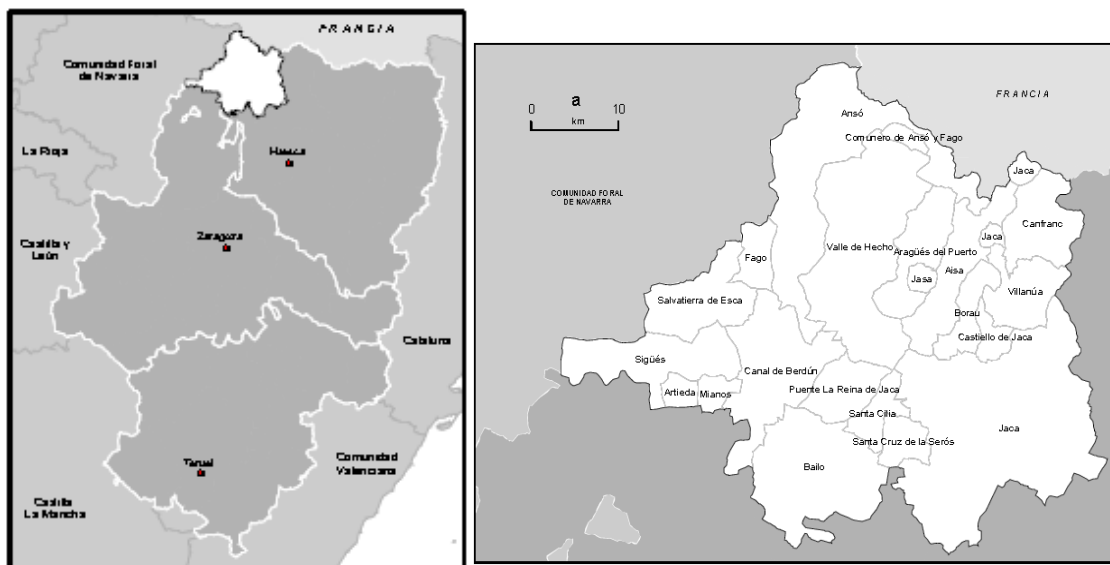 FRANCIA
Comunidad Foral
de Navara
La Rioja
Huesca
Zaragoza
Castilla y
León
Cataluna
Teruel
Comunidad
Valenciana
Castilla
La Mancha
a
0 10
km
FRANCIA
COMUNIDAD FORAL
DE NAVARRA
Ansó
Comunero de Ansó y Fago
Jaca
Canfranc
Jaca
Valle de Hecho
Aragüés del Puerto
Fago
Aisa
Jasa
Villanúa
Salvatierra de Esca
Borau
Castiello de Jaca
Sigüés
Canal de Berdún
Artieda
Mianos
Puente La Reina de Jaca
Santa Cilia
Jaca
Santa Cruz de la Serós
Bailo